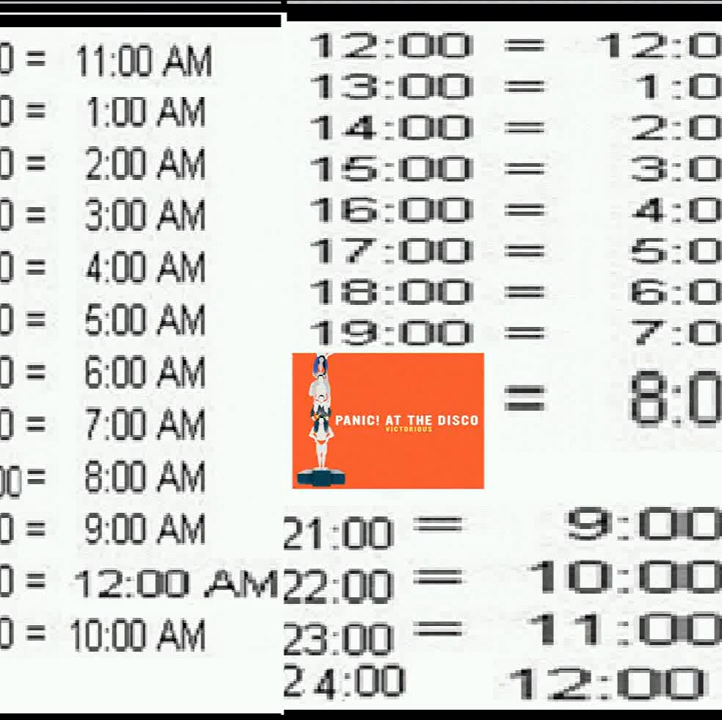 0 = 11:00 AM
0 = 1:00 AM
0 = 2:00 AM
0 = 3:00 AM
0 = 4:00 AM
0 = 5:00 AM
0 = 6:00 AM
0 = 7:00 AM
00= 8:00 AM
0 = 9:00 AM
0 = 12:00 AM
0 = 10:00 AM
12:00 = 12:0
13:00 = 1:0
14:00 = 2:0
15:00 = 3:0
16:00 = 4:0
17:00 = 5:0
18:00 = 6:0
19:00 = 7:0
PANIC! AT THE DISCO
VICTORIOUS
= 8:0
21:00 = 9:00
22:00 = 10:00
23:00 = 11:00
24:00 12:00